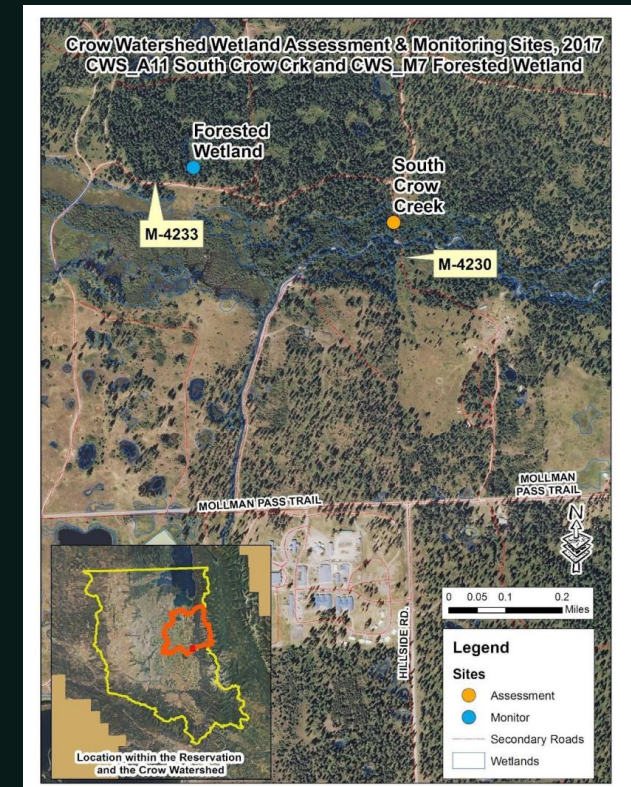 Crow Watershed Wetland Assessment & Monitoring Sites, 2017
CWS_A11 South Crow Crk and CWS_M7 Forested Wetland
Forested
Wetland
South
Crow
Creek
M-4233
M-4230
MOLLMAN PASS TRAIL
MOLLMAN
PASS TRAIL
N
HILLSIDE RD.
0 0.05 0.1 0.2
Miles
Legend
Sites
Assessment
Monitor
Secondary Roads
Wetlands
Location within the Reservation
and the Crow Watershed